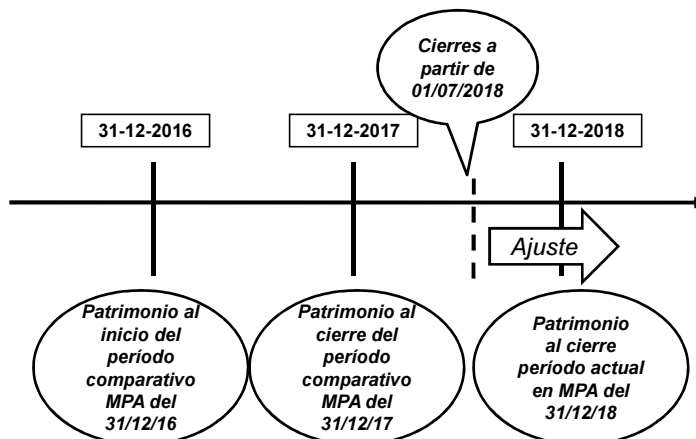 Cierres a
partir de
01/07/2018
31-12-2016
31-12-2017
31-12-2018
Ajuste
Patrimonio al
inicio del
período
comparativo
MPA del
31/12/16
Patrimonio al
cierre del
período
comparativo
MPA del
31/12/17
Patrimonio
al cierre
período actual
en MPA del
31/12/18